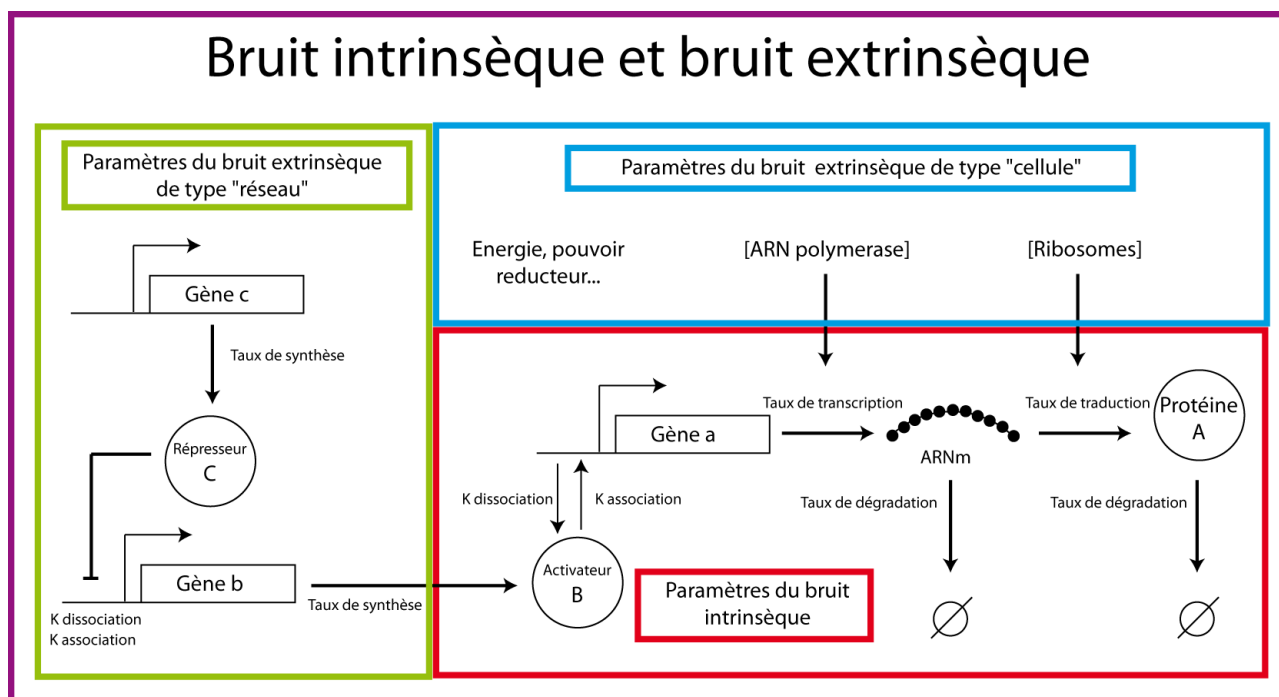 Bruit intrinsèque et bruit extrinsèque
Paramètres du bruit extrinsèque
de type "réseau"
Gène c
Taux de synthèse
Répresseur
C
Gène b
K dissociation
K association
Taux de synthèse
Paramètres du bruit extrinsèque de type "cellule"
Energie, pouvoir
reducteur...
[ARN polymerase]
[Ribosomes]
Gène a
Taux de transcription
ARNm
Taux de traduction
Protéine
A
K dissociation
K association
Taux de dégradation
Taux de dégradation
Activateur
B
Paramètres du bruit
intrinsèque